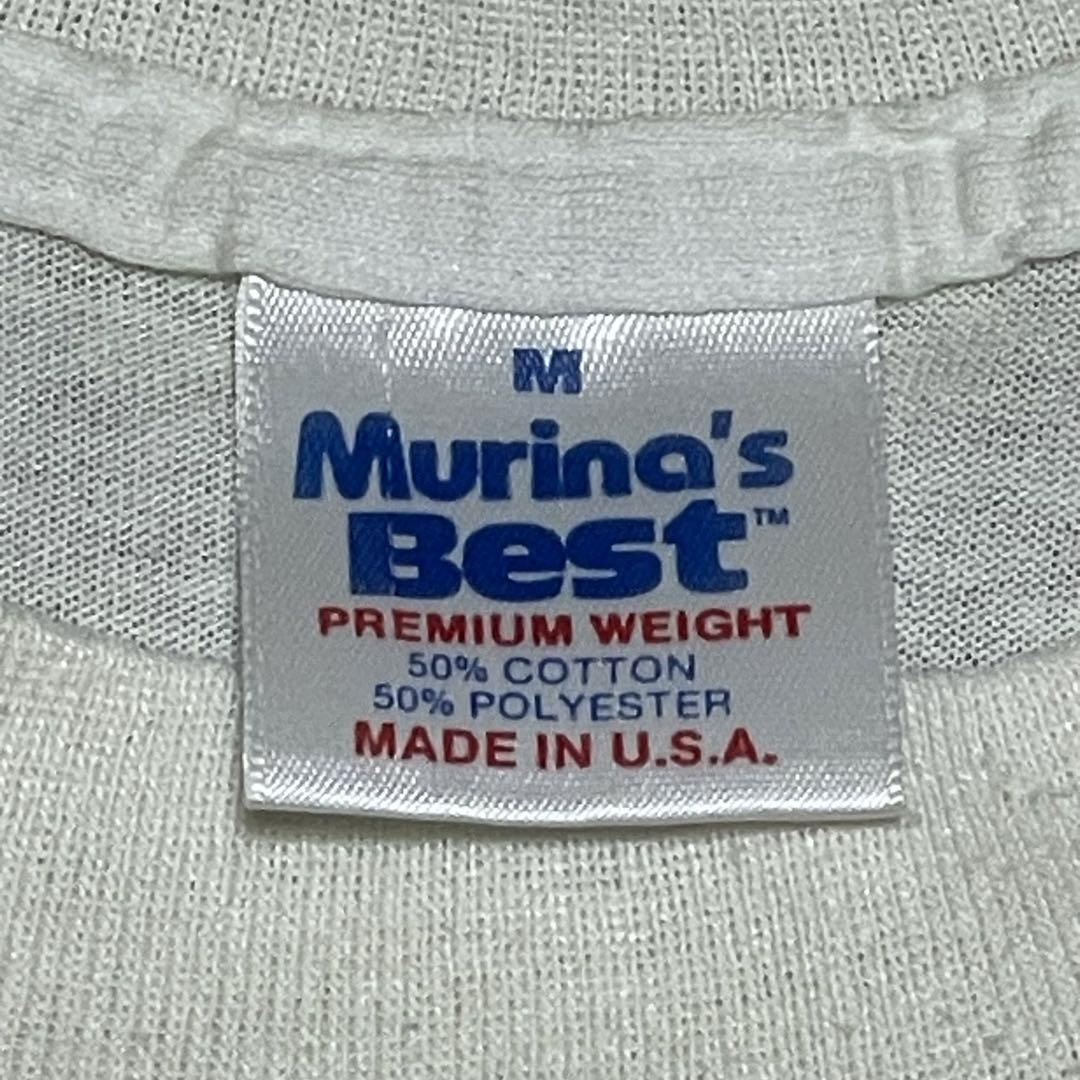 M
Murina's
Best™
PREMIUM WEIGHT
50% COTTON
50% POLYESTER
MADE IN U.S.A.